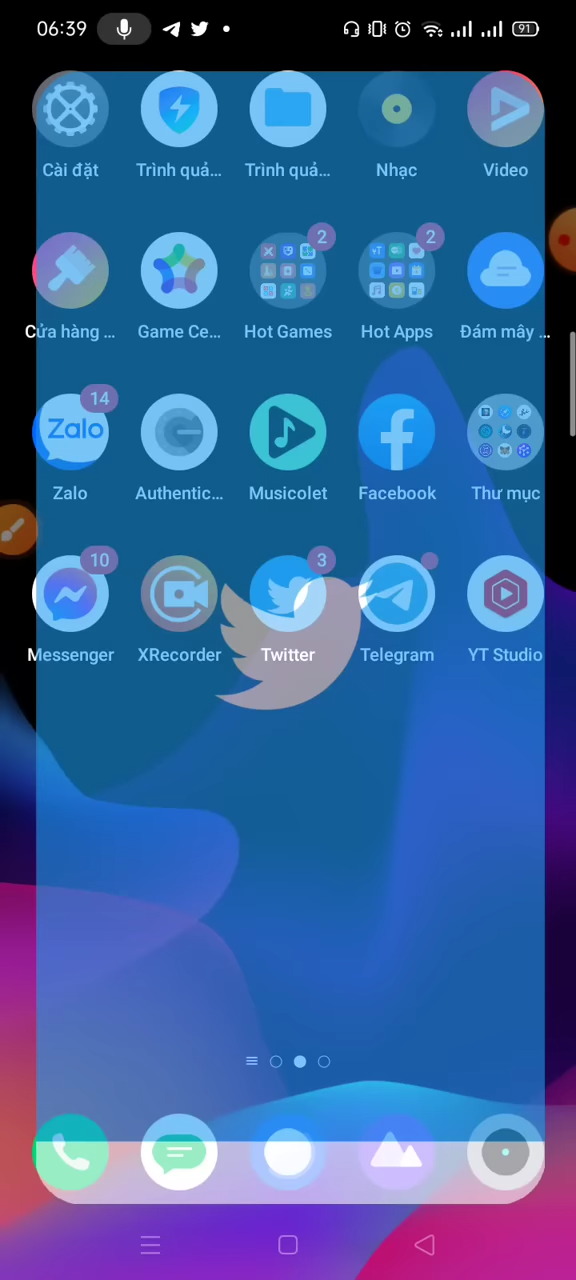 06:39 91
Cài đặt Trình quả... Trình quả... Nhạc Video
2 2
Cửa hàng ... Game Ce... Hot Games Hot Apps Đám mây ...
14
Zalo
Zalo Authentic... Musicolet Facebook Thư mục
10 3
Messenger XRecorder Twitter Telegram YT Studio